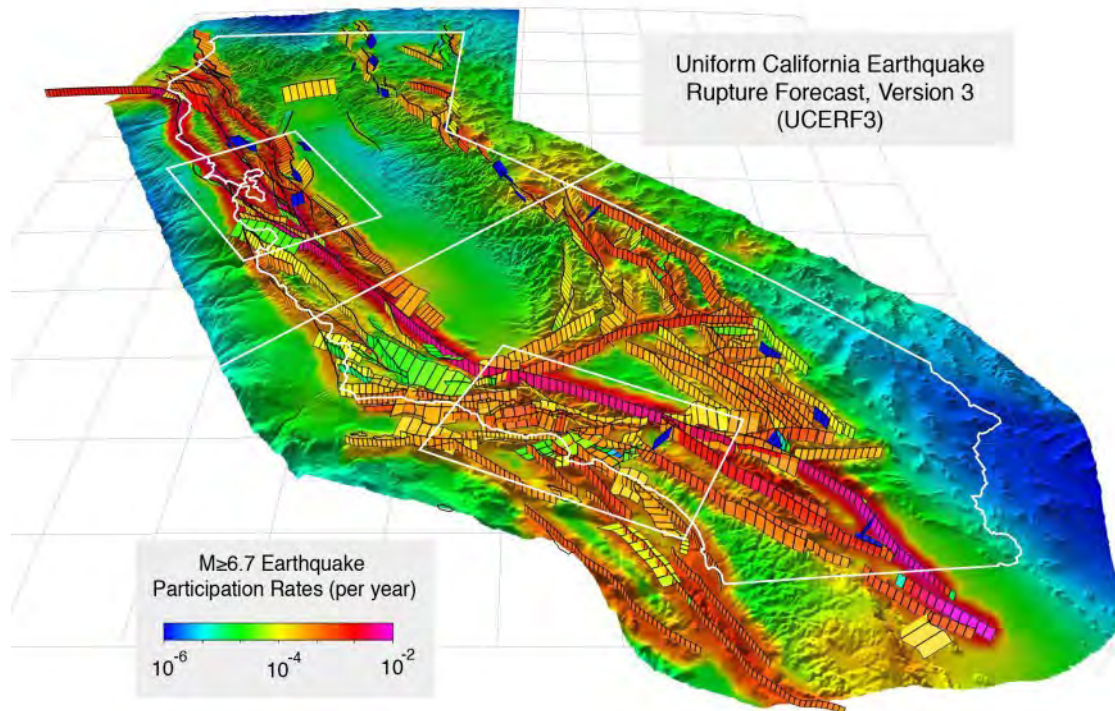 Uniform California Earthquake
Rupture Forecast, Version 3
(UCERF3)
M≥6.7 Earthquake
Participation Rates (per year)
10⁻⁶ 10⁻⁴ 10⁻²